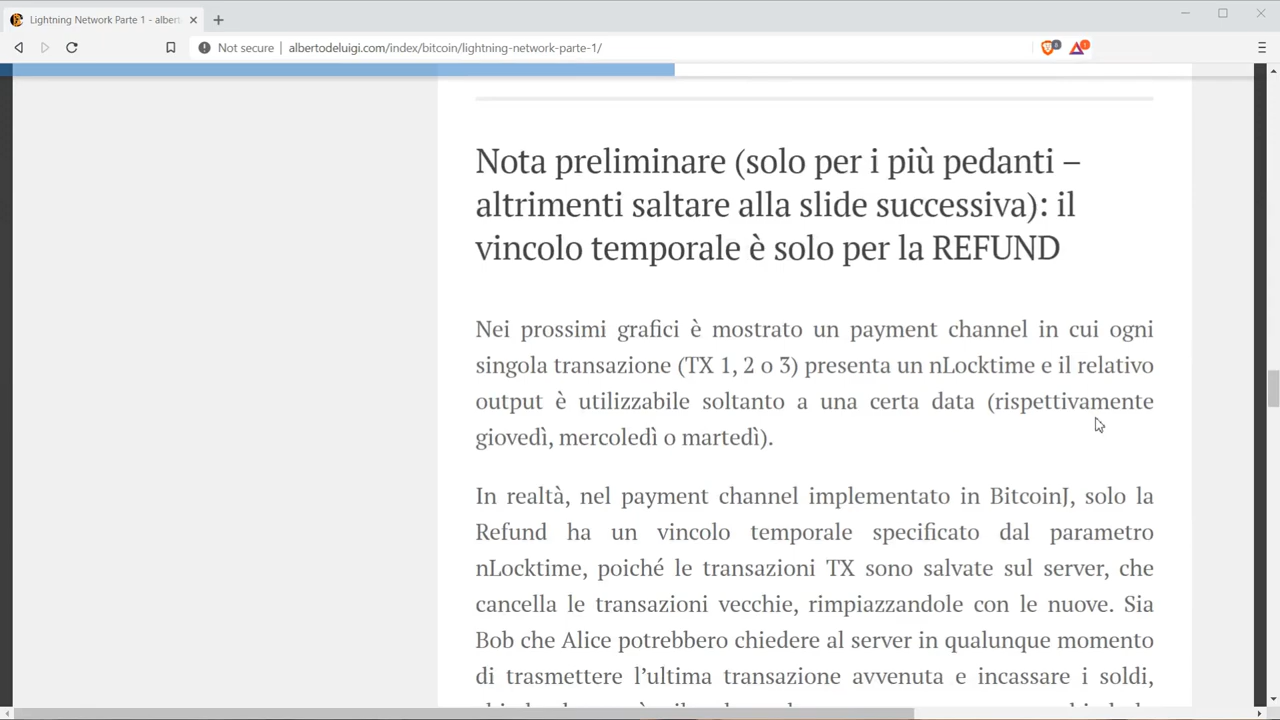 Lightning Network Parte 1 - albert
Not secure | albertodeluigi.com/index/bitcoin/lightning-network-parte-1/
6
1
Nota preliminare (solo per i più pedanti –
altrimenti saltare alla slide successiva): il
vincolo temporale è solo per la REFUND
Nei prossimi grafici è mostrato un payment channel in cui ogni
singola transazione (TX 1, 2 o 3) presenta un nLocktime e il relativo
output è utilizzabile soltanto a una certa data (rispettivamente
giovedì, mercoledì o martedì).
In realtà, nel payment channel implementato in BitcoinJ, solo la
Refund ha un vincolo temporale specificato dal parametro
nLocktime, poiché le transazioni TX sono salvate sul server, che
cancella le transazioni vecchie, rimpiazzandole con le nuove. Sia
Bob che Alice potrebbero chiedere al server in qualunque momento
di trasmettere l’ultima transazione avvenuta e incassare i soldi,